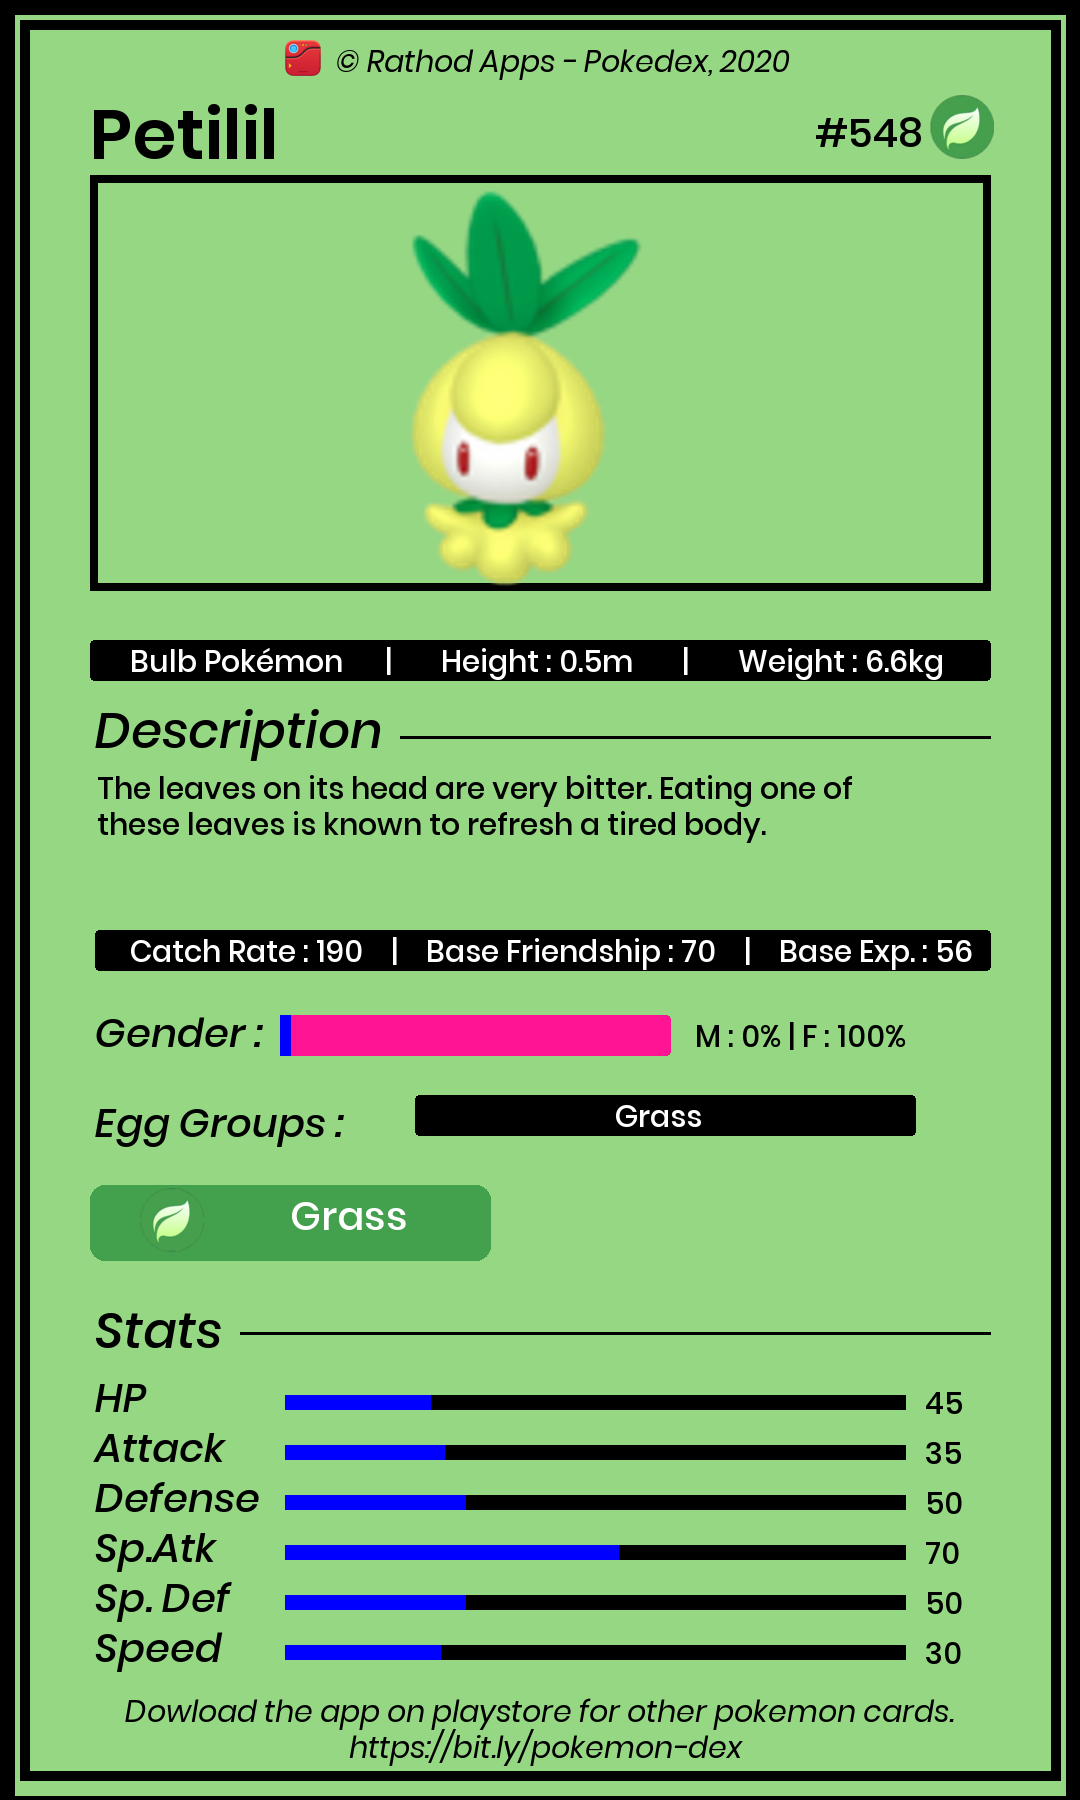 © Rathod Apps - Pokedex, 2020
Petilil #548
Bulb Pokémon | Height : 0.5m | Weight : 6.6kg
Description
The leaves on its head are very bitter. Eating one of
these leaves is known to refresh a tired body.
Catch Rate : 190 | Base Friendship : 70 | Base Exp. : 56
Gender : M : 0% | F : 100%
Egg Groups : Grass
Grass
Stats
HP 45
Attack 35
Defense 50
Sp.Atk 70
Sp. Def 50
Speed 30
Dowload the app on playstore for other pokemon cards.
https://bit.ly/pokemon-dex